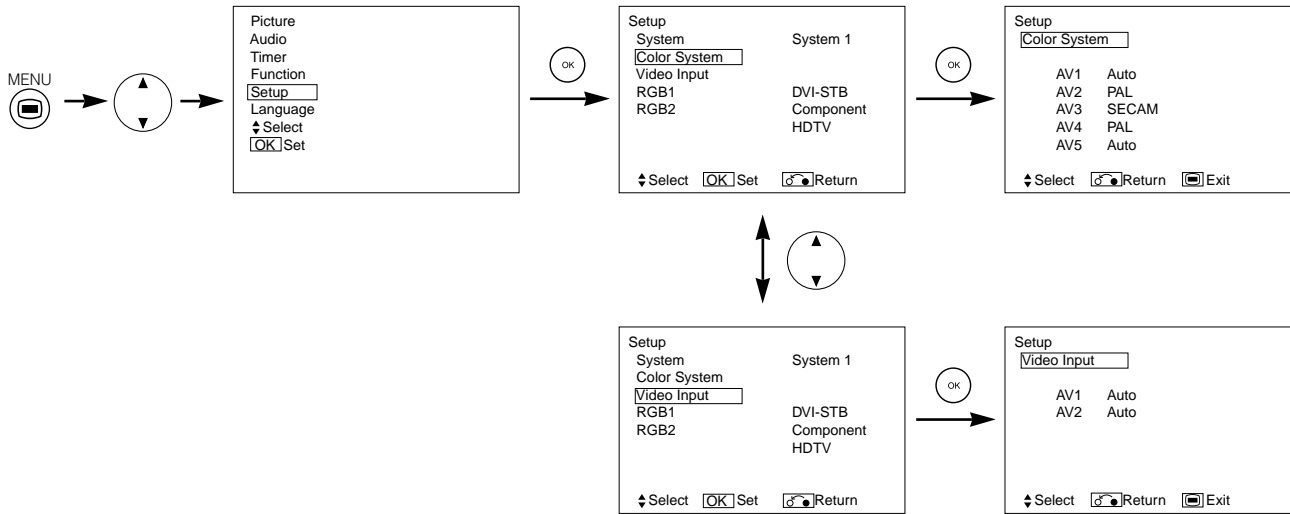 MENU
Picture
Audio
Timer
Function
Setup
Language
Select
OK Set
OK
Setup
System System 1
Color System
Video Input
RGB1 DVI-STB
RGB2 Component
HDTV
Select OK Set Return
OK
Setup
Color System
AV1 Auto
AV2 PAL
AV3 SECAM
AV4 PAL
AV5 Auto
Select Return Exit
Setup
System System 1
Color System
Video Input
RGB1 DVI-STB
RGB2 Component
HDTV
Select OK Set Return
OK
Setup
Video Input
AV1 Auto
AV2 Auto
Select Return Exit